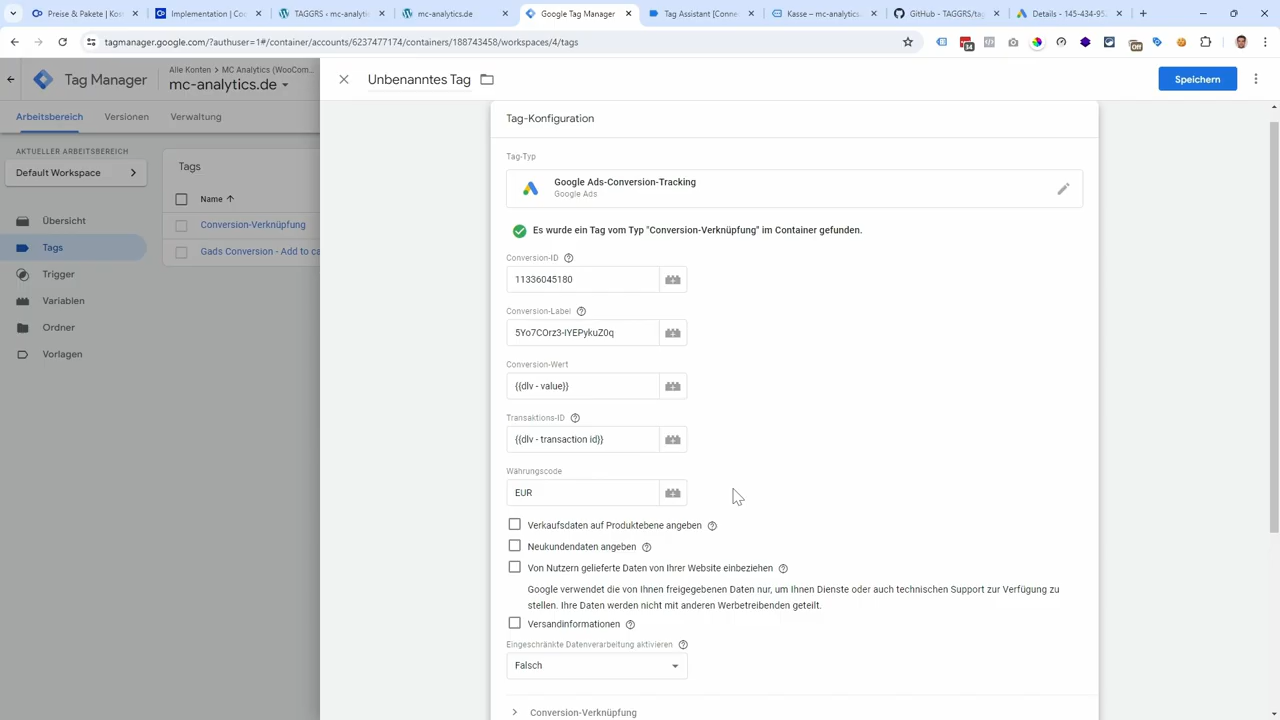 Preise & Pakete | Kos
Implementation | Coo
TAGGRS - mc-analytic
mc-analytics.de
Google Tag Manager
Tag Assistant [Connec
Kasse – mc-analytics.
GitHub - TAGGRS/tag
Details – 145-434-95
tagmanager.google.com/?authuser=1#/container/accounts/6237477174/containers/188743458/workspaces/4/tags
14
Off
Tag Manager
Alle Konten > MC Analytics (WooCom...
mc-analytics.de
Unbenanntes Tag
Speichern
Arbeitsbereich
Versionen
Verwaltung
AKTUELLER ARBEITSBEREICH
Default Workspace
Übersicht
Tags
Trigger
Variablen
Ordner
Vorlagen
Tags
Name
Conversion-Verknüpfung
Gads Conversion - Add to ca
Tag-Konfiguration
Tag-Typ
Google Ads-Conversion-Tracking
Google Ads
Es wurde ein Tag vom Typ "Conversion-Verknüpfung" im Container gefunden.
Conversion-ID
11336045180
Conversion-Label
5Yo7COrz3-IYEPykuZ0q
Conversion-Wert
{{dlv - value}}
Transaktions-ID
{{dlv - transaction id}}
Währungscode
EUR
Verkaufsdaten auf Produktebene angeben
Neukundendaten angeben
Von Nutzern gelieferte Daten von Ihrer Website einbeziehen
Google verwendet die von Ihnen freigegebenen Daten nur, um Ihnen Dienste oder auch technischen Support zur Verfügung zu
stellen. Ihre Daten werden nicht mit anderen Werbetreibenden geteilt.
Versandinformationen
Eingeschränkte Datenverarbeitung aktivieren
Falsch
Conversion-Verknüpfung